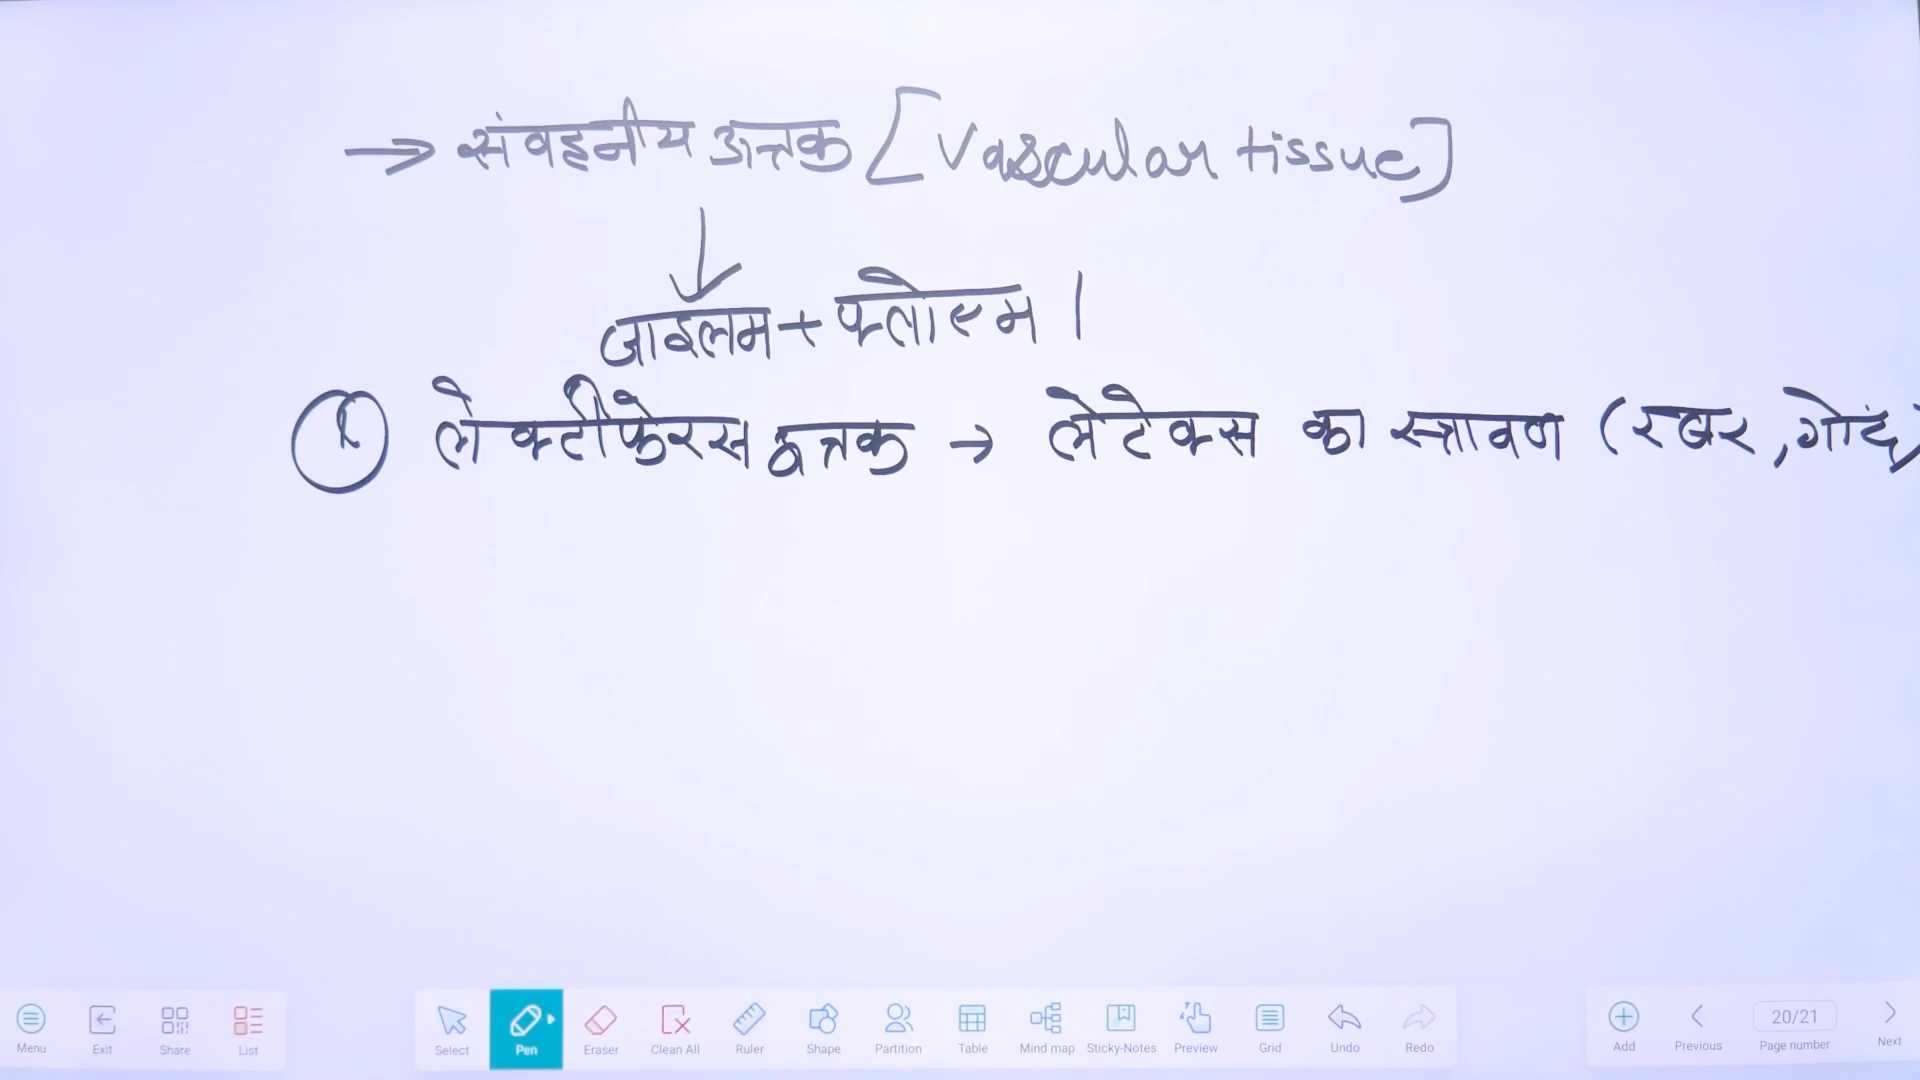 → संवहनीय ऊत्तक [Vascular tissue]
↓
जाइलम + फ्लोएम ।
लेक्टीफेरस ऊत्तक → लेटेक्स का स्त्रावण (रबर, गोंद)
Menu Exit Share List Select Pen Eraser Clean All Ruler Shape Partition Table Mind map Sticky-Notes Preview Grid Undo Redo Add Previous 20/21 Page number Next